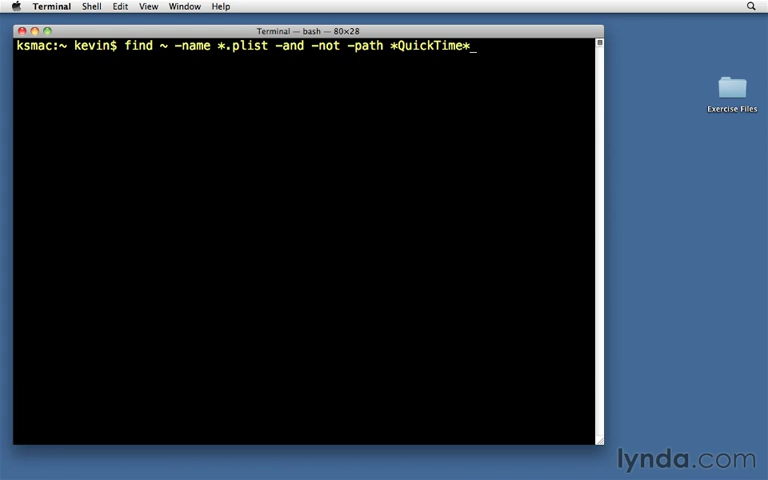 Terminal Shell Edit View Window Help
Terminal — bash — 80×28
ksmac:~ kevin$ find ~ -name *.plist -and -not -path *QuickTime*_
Exercise Files
lynda.com